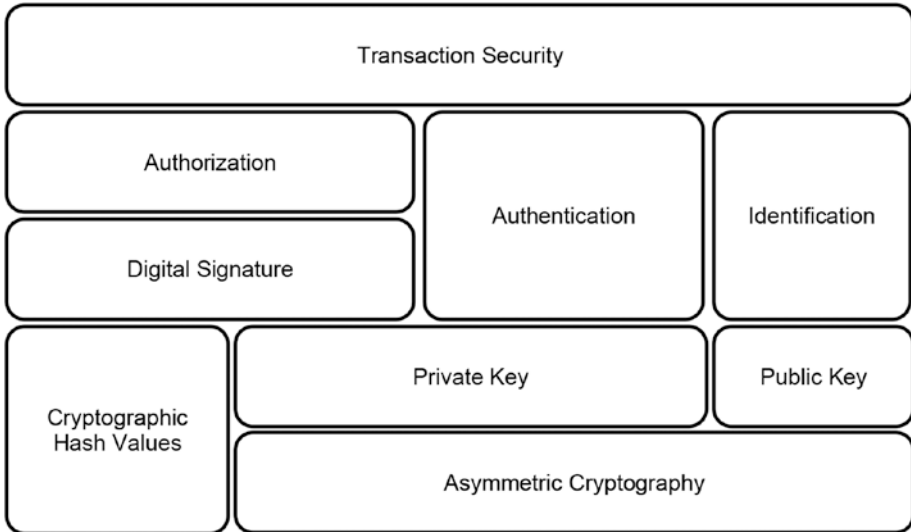 Transaction Security
Authorization
Authentication
Identification
Digital Signature
Cryptographic
Hash Values
Private Key
Public Key
Asymmetric Cryptography